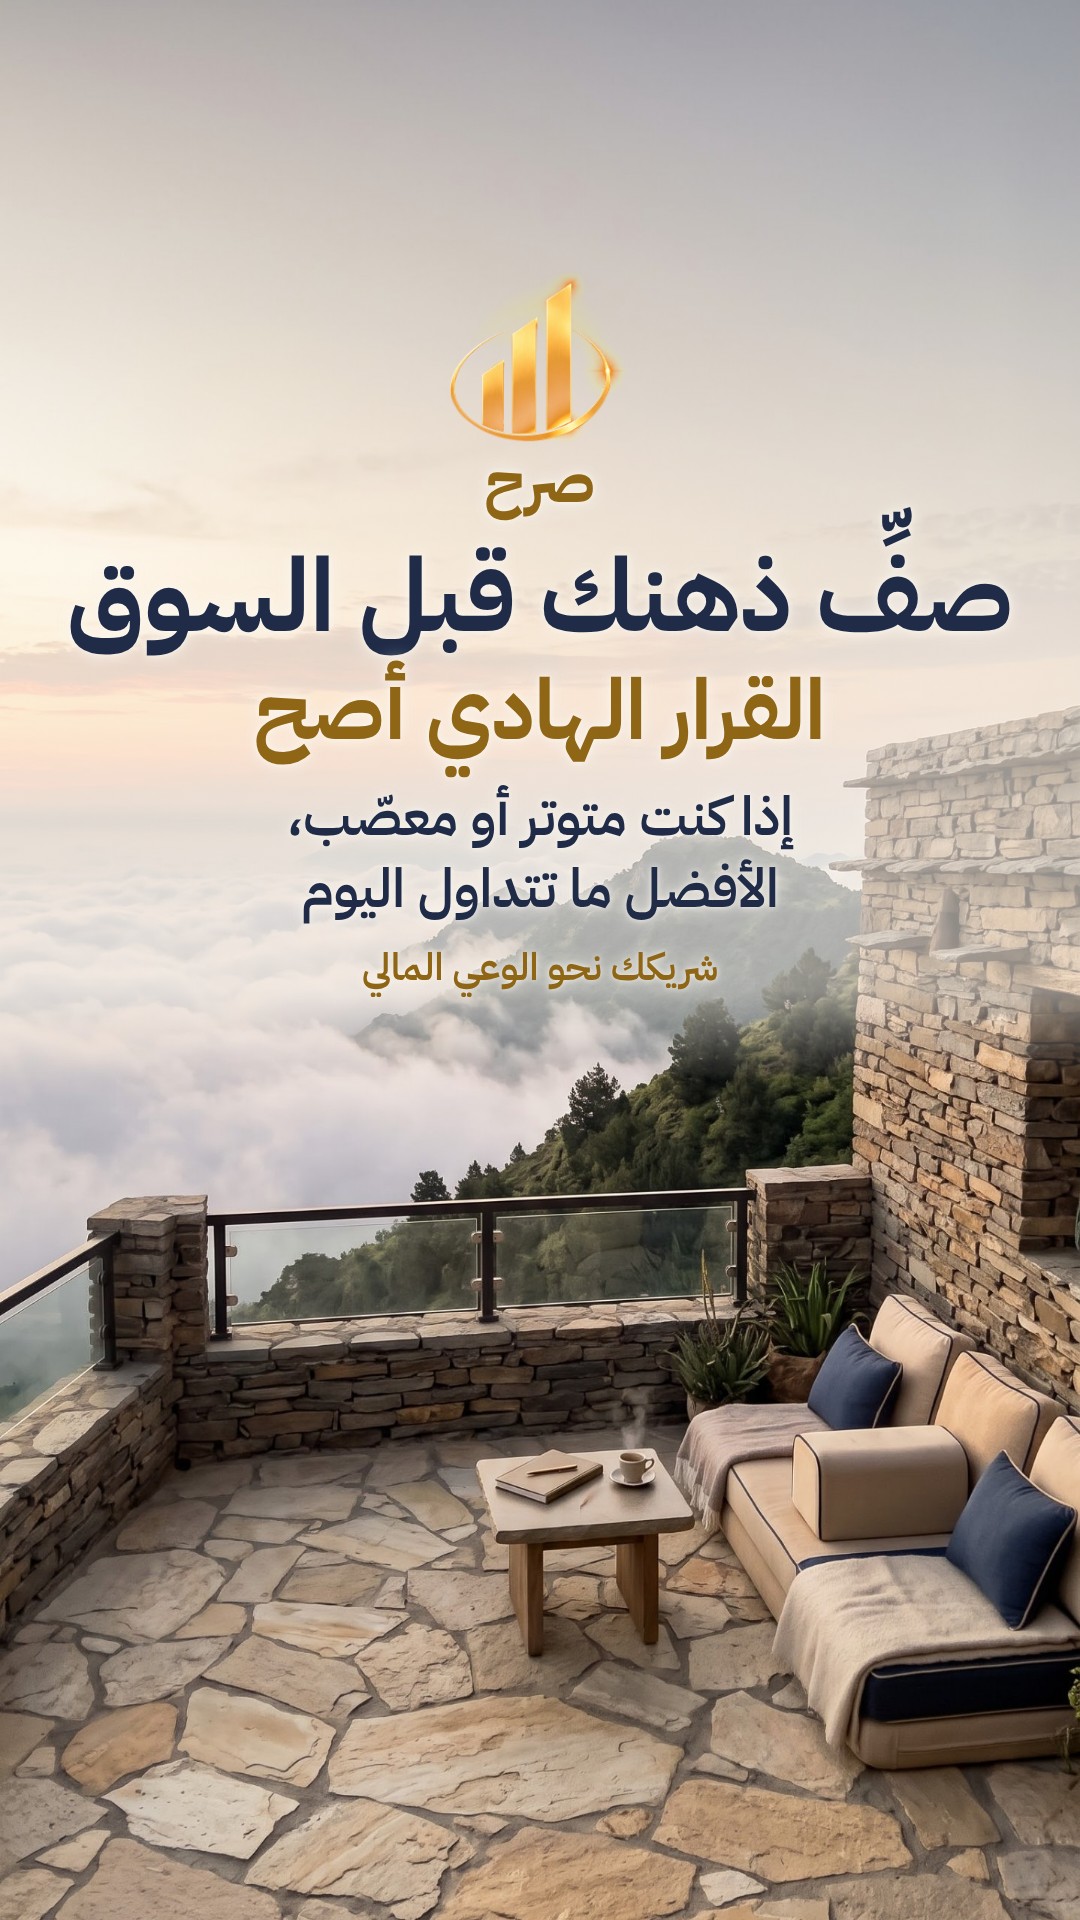 صرح
صفِّ ذهنك قبل السوق
القرار الهادي أصح
إذا كنت متوتر أو معصّب،
الأفضل ما تتداول اليوم
شريكك نحو الوعي المالي